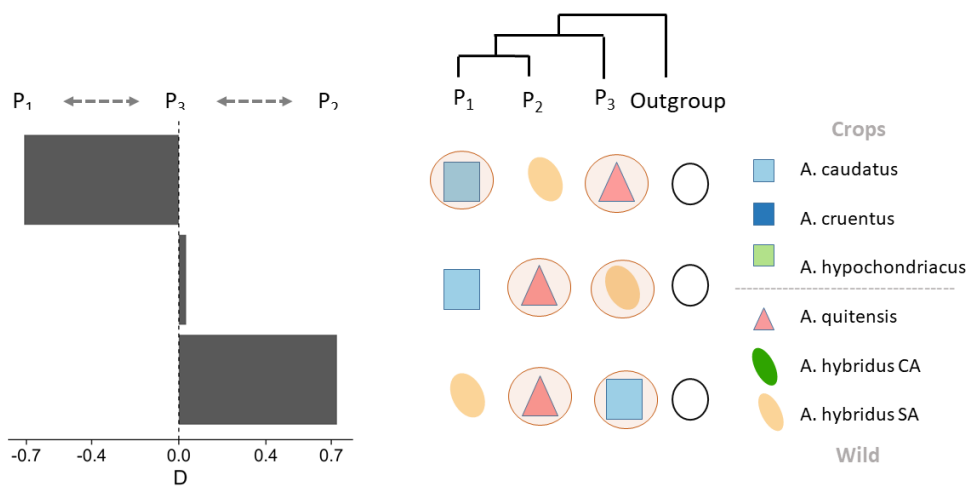 P₁ P₂ P₃ Outgroup
P₁ P₃ P₂
Crops
A. caudatus
A. cruentus
A. hypochondriacus
A. quitensis
A. hybridus CA
A. hybridus SA
Wild
-0.7 -0.4 0.0 0.4 0.7
D